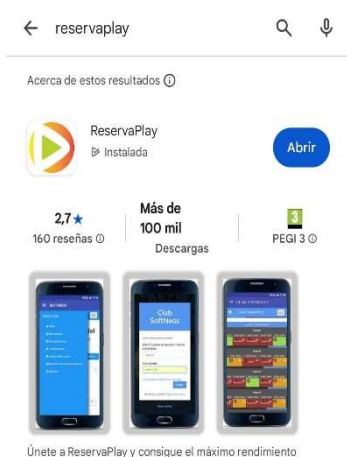 reservaplay
Acerca de estos resultados
ReservaPlay
Instalada
Abrir
2,7★
160 reseñas
Más de
100 mil
Descargas
3
PEGI 3
Club
SoftNeos
Únete a ReservaPlay y consigue el máximo rendimiento